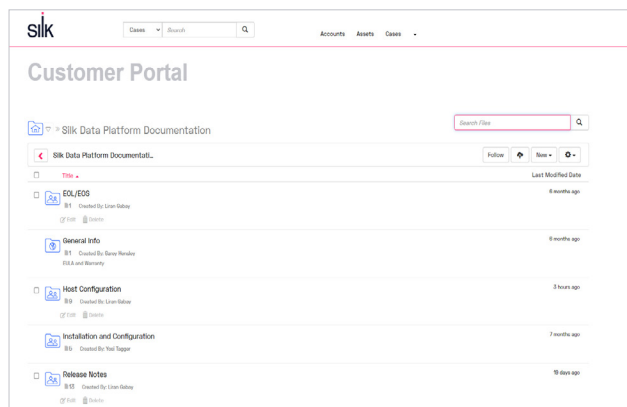 silk
Cases Search
Accounts Assets Cases
Customer Portal
Silk Data Platform Documentation
Search Files
Silk Data Platform Documentati...
Follow New
Title Last Modified Date
EOL/EOS 6 months ago
1 Created By: Liran Gabay
Edit Delete
General Info 6 months ago
1 Created By:
EULA and Warranty
Host Configuration 3 hours ago
9 Created By: Liran Gabay
Edit Delete
Installation and Configuration 7 months ago
Created By: Yosi Tagger
Release Notes 19 days ago
Created By: Liran Gabay
Edit Delete